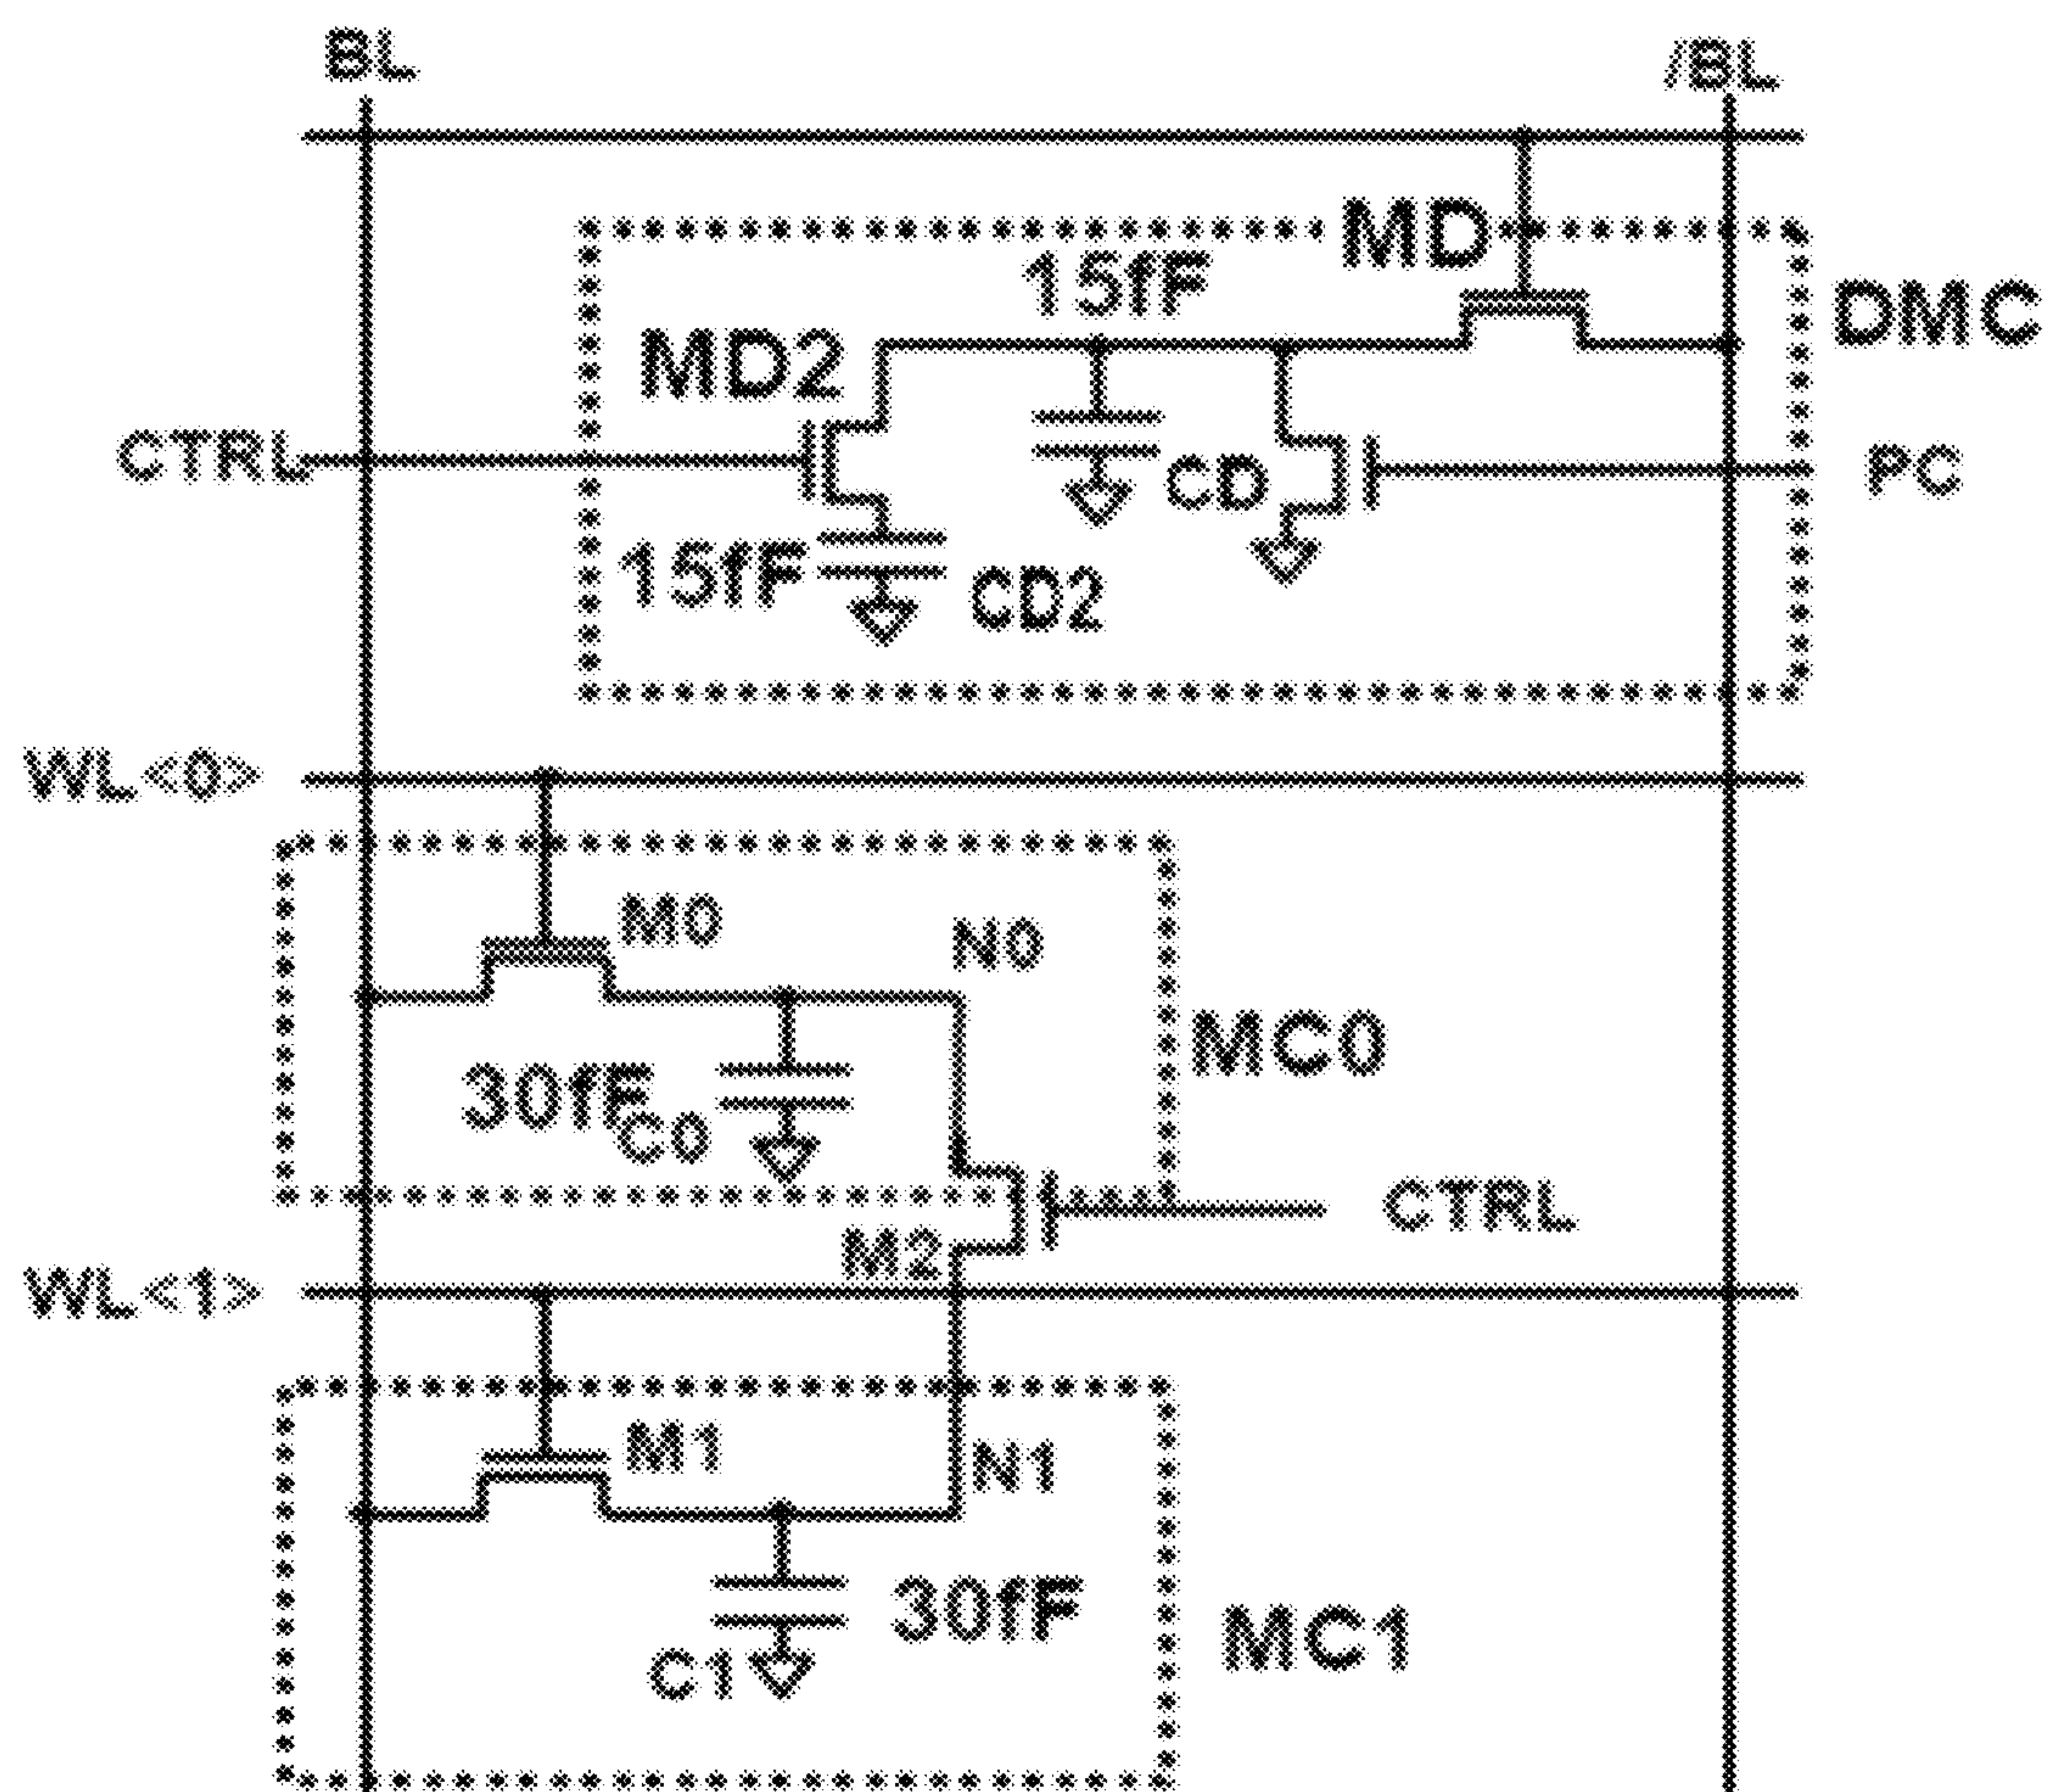 BL
/BL
MD
15fF
DMC
MD2
CTRL
PC
CD
15fF
CD2
WL<0>
M0
N0
MC0
30fF
C0
CTRL
M2
WL<1>
M1
N1
30fF
MC1
C1